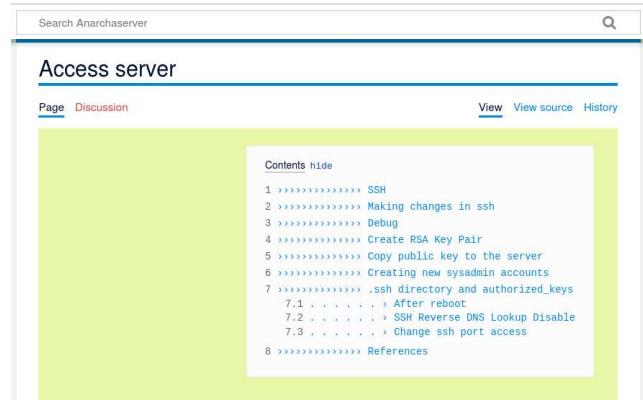 Search Anarchaserver
Access server
Page Discussion View View source History
Contents hide
1 ›››››››››››››› SSH
2 ›››››››››››››› Making changes in ssh
3 ›››››››››››››› Debug
4 ›››››››››››››› Create RSA Key Pair
5 ›››››››››››››› Copy public key to the server
6 ›››››››››››››› Creating new sysadmin accounts
7 ›››››››››››››› .ssh directory and authorized_keys
7.1 . . . . . . › After reboot
7.2 . . . . . . › SSH Reverse DNS Lookup Disable
7.3 . . . . . . › Change ssh port access
8 ›››››››››››››› References